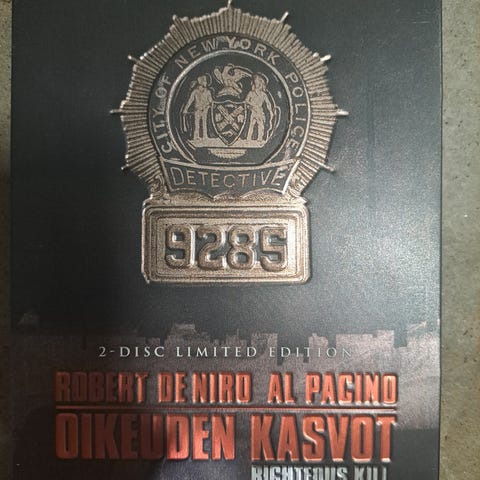 CITY OF NEW YORK POLICE
DETECTIVE
9285
2-DISC LIMITED EDITION
ROBERT DE NIRO AL PACINO
OIKEUDEN KASVOT
RIGHTEOUS KILL